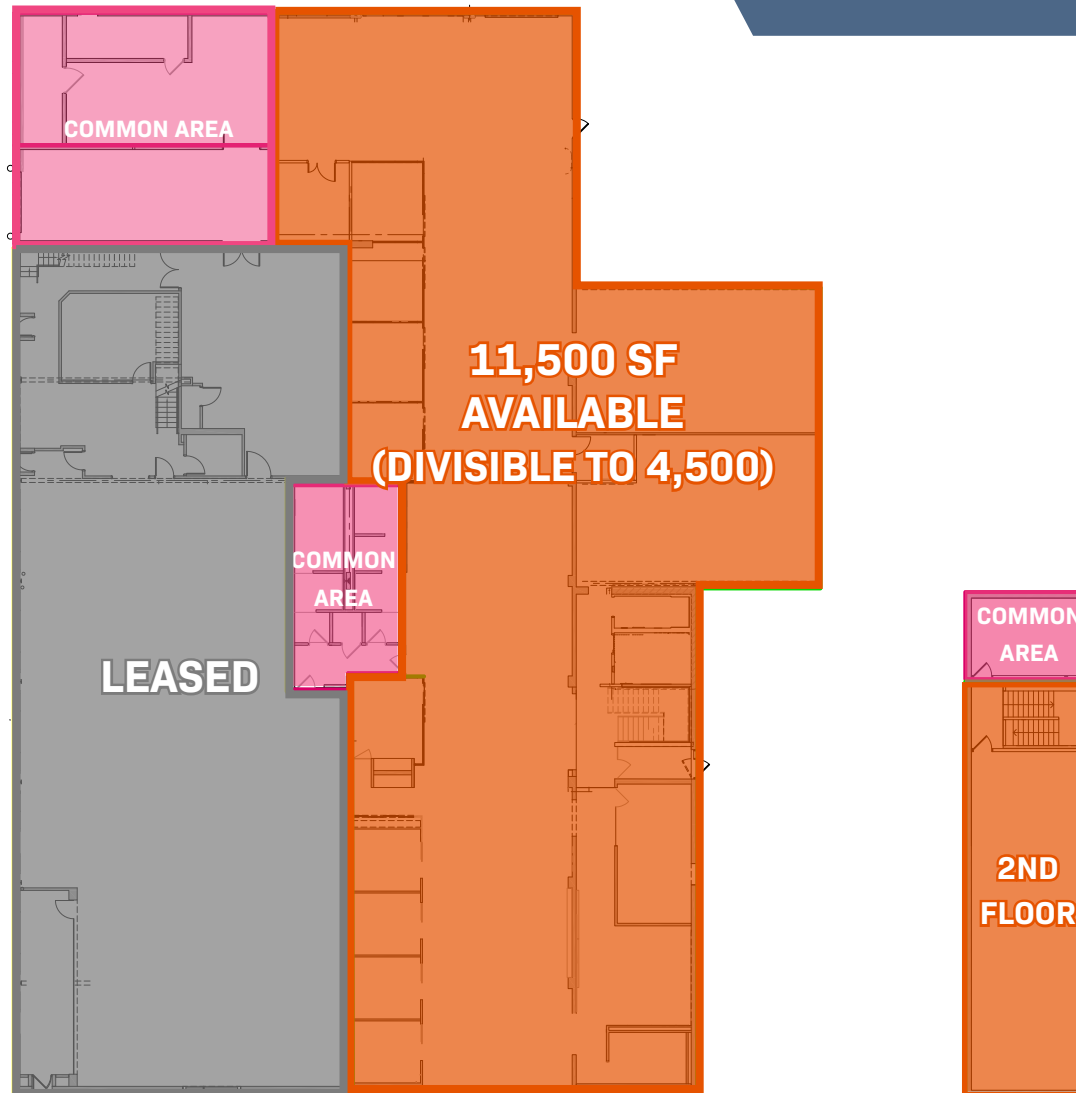 COMMON AREA
11,500 SF
AVAILABLE
(DIVISIBLE TO 4,500)
COMMON
AREA
LEASED
COMMON
AREA
2ND
FLOOR